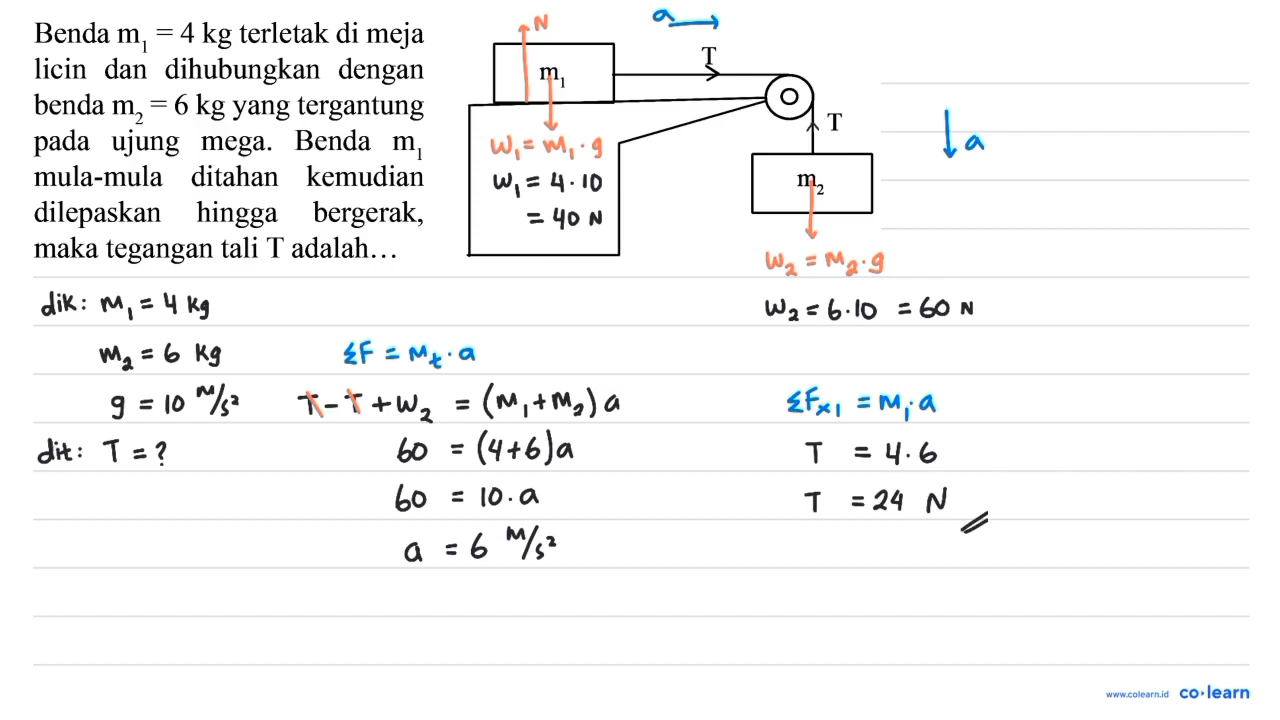 Benda m₁ = 4 kg terletak di meja
licin dan dihubungkan dengan
benda m₂ = 6 kg yang tergantung
pada ujung mega. Benda m₁
mula-mula ditahan kemudian
dilepaskan hingga bergerak,
maka tegangan tali T adalah...
N
a
m₁
T
T
a
W₁ = M₁ . g
W₁ = 4 . 10
= 40 N
m₂
W₂ = M₂ . g
W₂ = 6 . 10 = 60 N
dik: M₁ = 4 kg
M₂ = 6 kg
g = 10 M/s²
dit: T = ?
ΣF = Mt . a
T - T + W₂ = (M₁ + M₂) a
60 = (4+6)a
60 = 10 . a
a = 6 M/s²
ΣFx₁ = M₁ . a
T = 4 . 6
T = 24 N
www.colearn.id co·learn